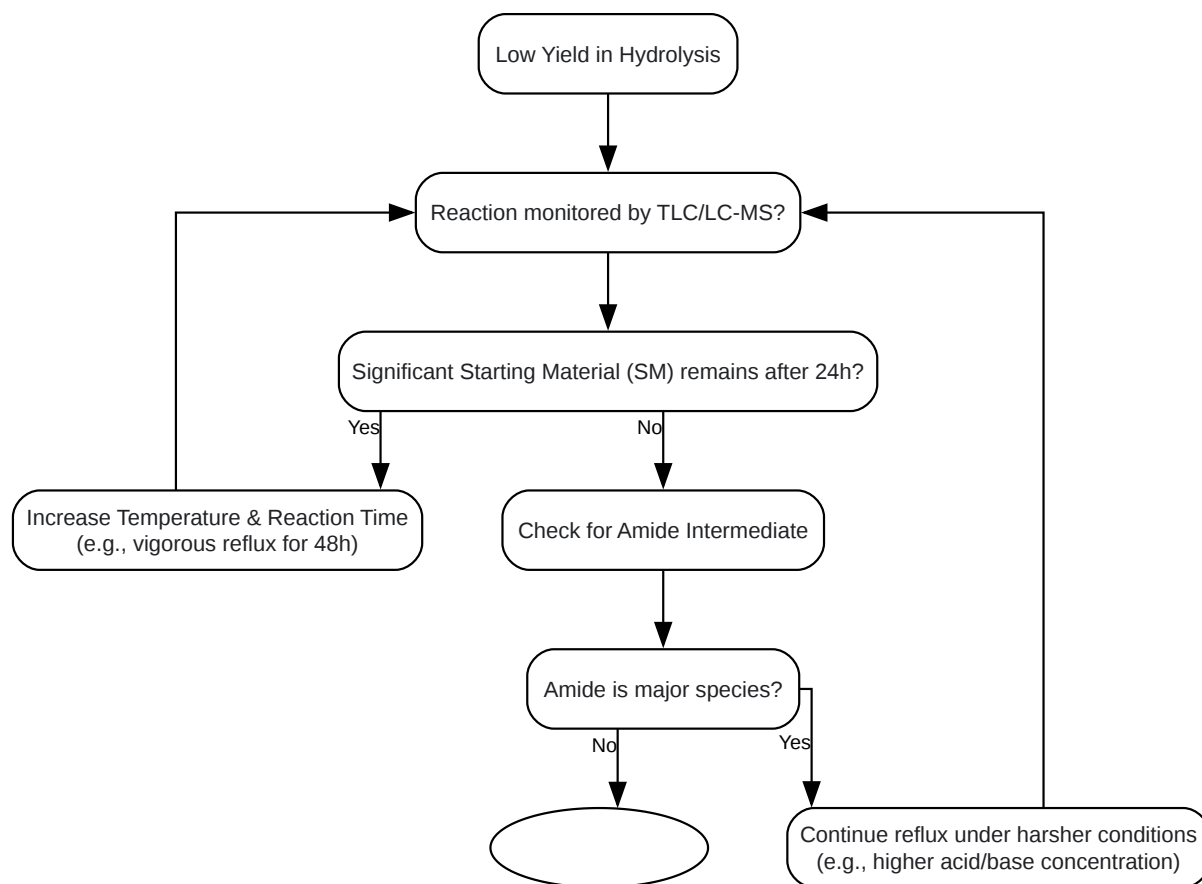 Low Yield in Hydrolysis
Reaction monitored by TLC/LC-MS?
Significant Starting Material (SM) remains after 24h?
Yes
No
Increase Temperature & Reaction Time
(e.g., vigorous reflux for 48h)
Check for Amide Intermediate
Amide is major species?
No
Yes
Continue reflux under harsher conditions
(e.g., higher acid/base concentration)